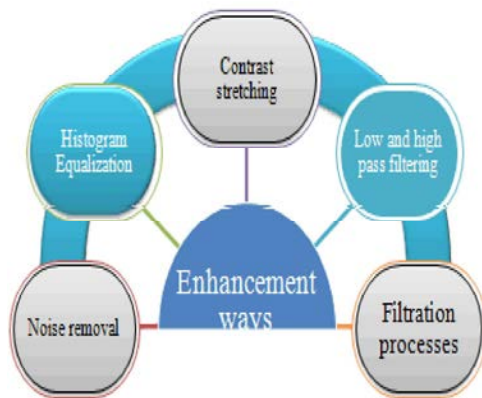 Contrast
stretching
Histogram
Equalization
Low and high
pass filtering
Noise removal
Enhancement
ways
Filtration
processes